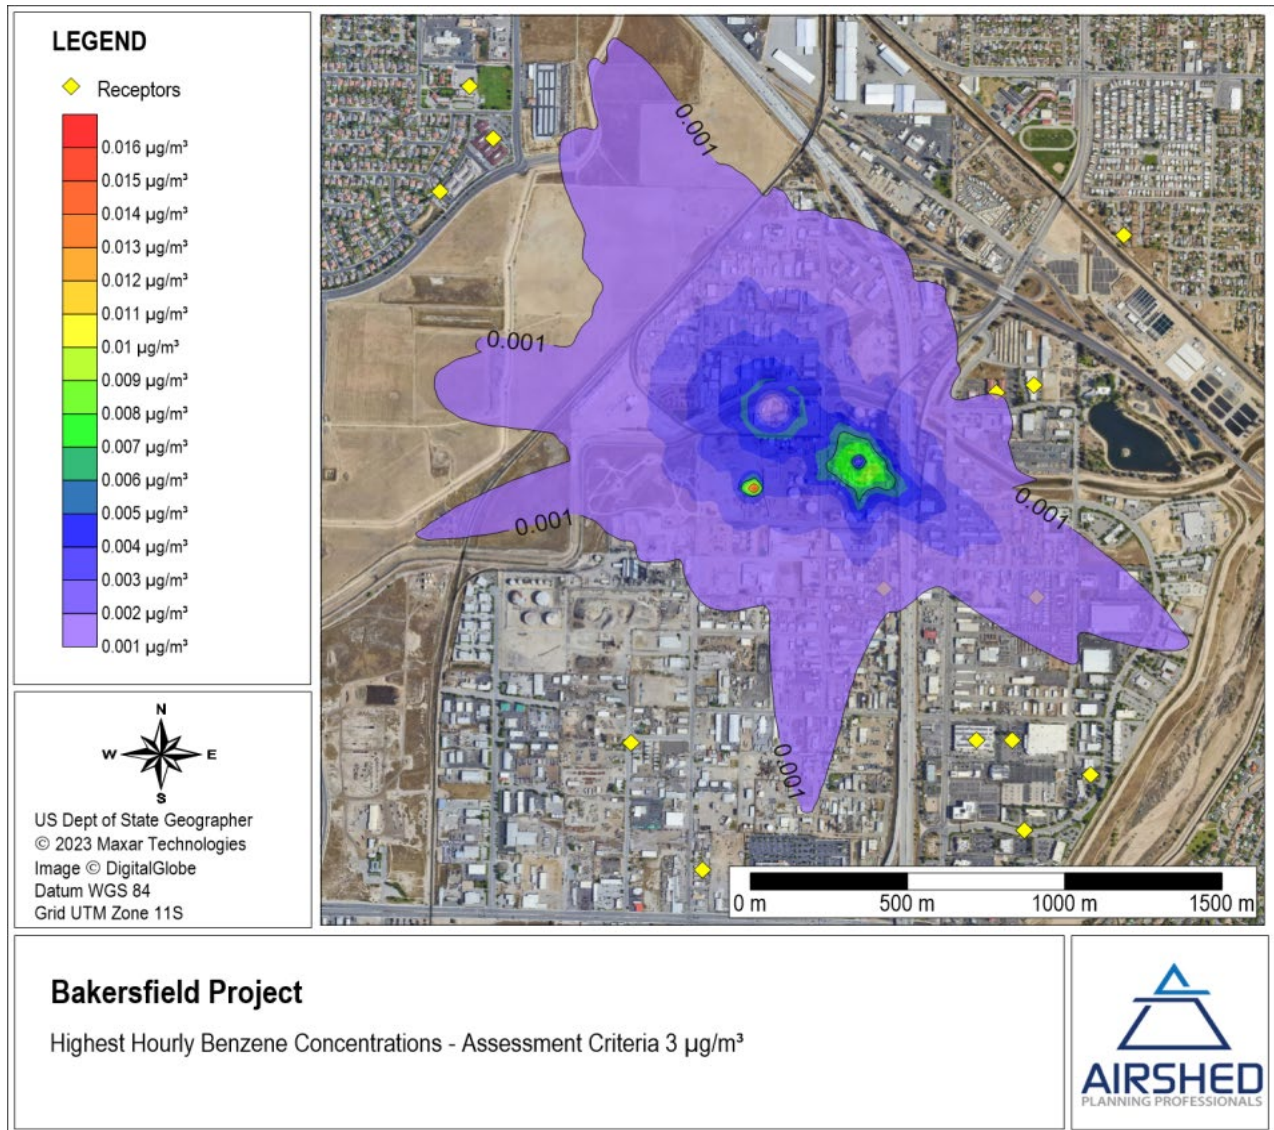 LEGEND
Receptors
0.016 µg/m³
0.015 µg/m³
0.014 µg/m³
0.013 µg/m³
0.012 µg/m³
0.011 µg/m³
0.01 µg/m³
0.009 µg/m³
0.008 µg/m³
0.007 µg/m³
0.006 µg/m³
0.005 µg/m³
0.004 µg/m³
0.003 µg/m³
0.002 µg/m³
0.001 µg/m³
N
W E
S
US Dept of State Geographer
© 2023 Maxar Technologies
Image © DigitalGlobe
Datum WGS 84
Grid UTM Zone 11S
0.001
0.001
0.001
0.001
0.001
0 m 500 m 1000 m 1500 m
Bakersfield Project
Highest Hourly Benzene Concentrations - Assessment Criteria 3 µg/m³
AIRSHED
PLANNING PROFESSIONALS